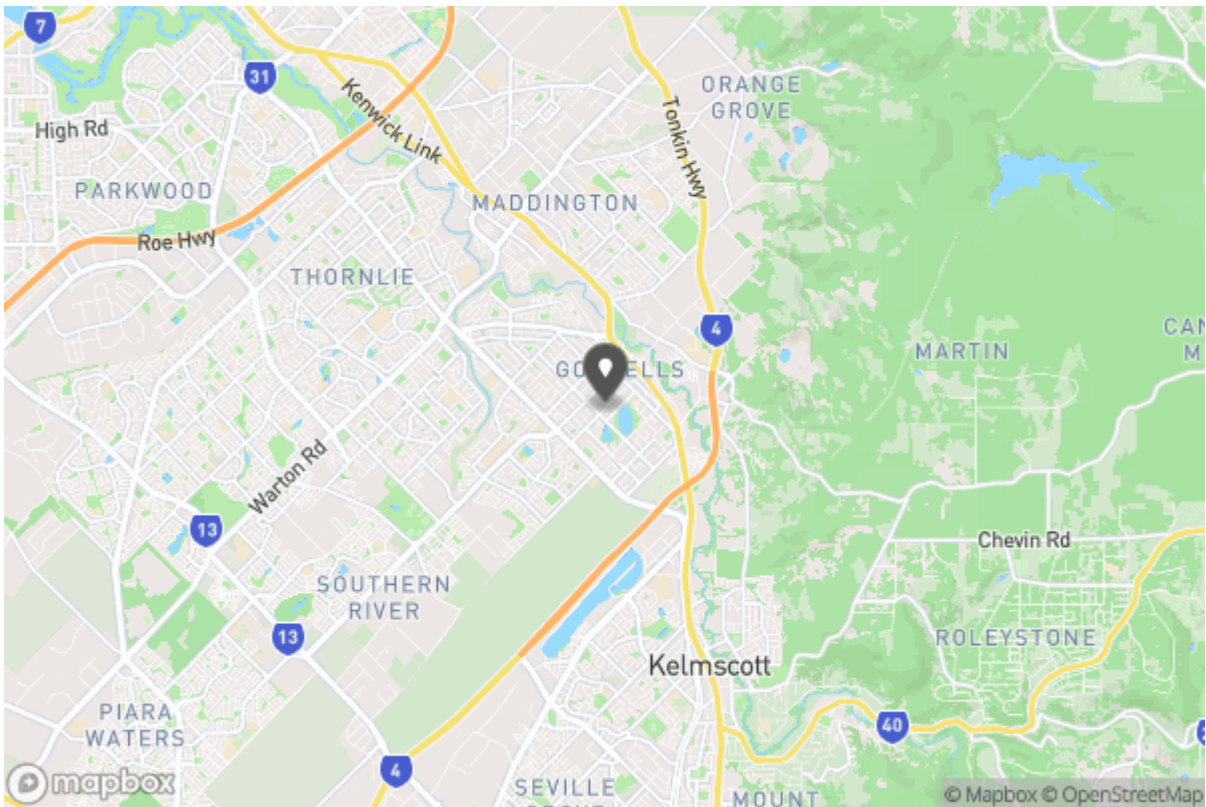 7
31
Kenwick Link
High Rd
ORANGE
GROVE
Tonkin Hwy
PARKWOOD
MADDINGTON
Roe Hwy
THORNLIE
4
MARTIN
Warton Rd
13
Chevin Rd
SOUTHERN
RIVER
13
ROLEYSTONE
Kelmscott
PIARA
WATERS
40
4
SEVILLE
MOUNT
mapbox
© Mapbox © OpenStreetMap